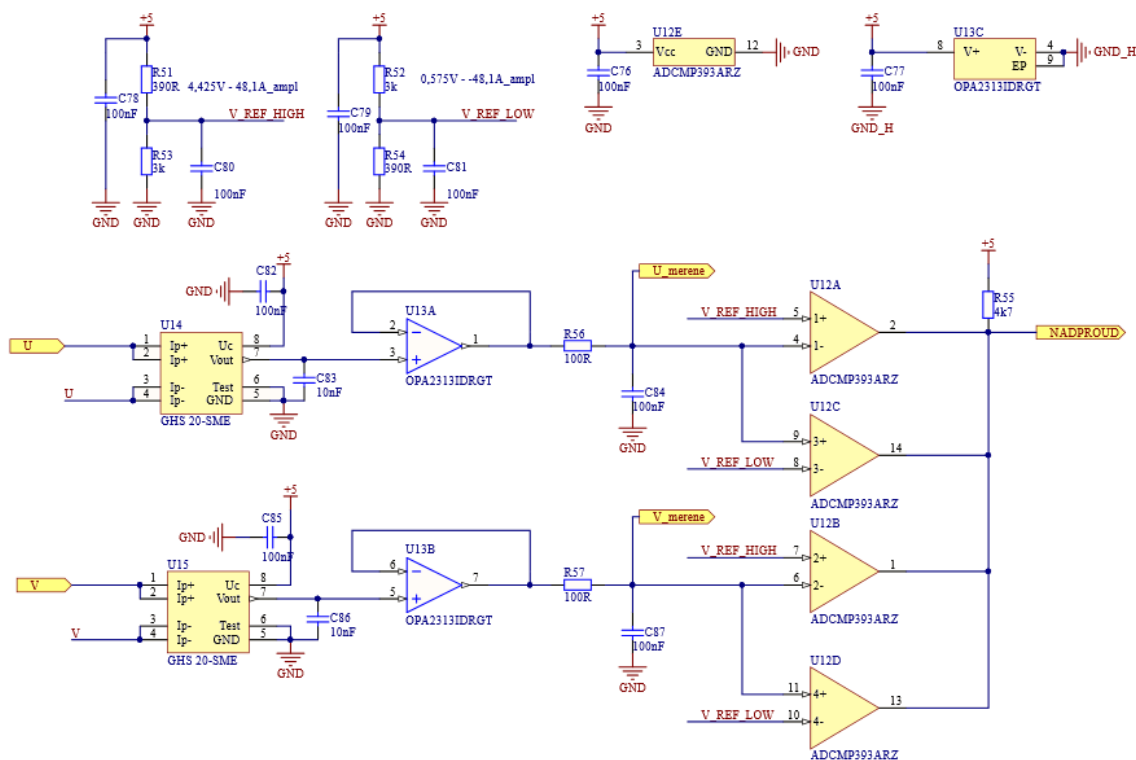 +5
R51
390R
4,425V - 48,1A_ampl
C78
100nF
V_REF_HIGH
R53
3k
C80
100nF
GND
GND
GND
+5
R52
3k
0,575V - -48,1A_ampl
C79
100nF
V_REF_LOW
R54
390R
C81
100nF
GND
GND
GND
+5
U12E
3 Vcc GND 12 GND
ADCMP393ARZ
C76
100nF
GND
+5
U13C
8 V+ V- 4 GND_H
EP 9
OPA2313IDRGT
C77
100nF
GND_H
+5
C82
GND
100nF
U14
U
1 Ip+ Uc 8
2 Ip+ Vout 7
3 Ip- Test 6
4 Ip- GND 5
U
GHS 20-SME
C83
10nF
GND
U13A
2
3
1
OPA2313IDRGT
R56
100R
U_merene
C84
100nF
GND
U12A
V_REF_HIGH 5 1+
4 1-
2
ADCMP393ARZ
+5
R55
4k7
NADPROUD
U12C
9 3+
V_REF_LOW 8 3-
14
ADCMP393ARZ
+5
C85
GND
100nF
U15
V
1 Ip+ Uc 8
2 Ip+ Vout 7
3 Ip- Test 6
4 Ip- GND 5
V
GHS 20-SME
C86
10nF
GND
U13B
6
5
7
OPA2313IDRGT
R57
100R
V_merene
C87
100nF
GND
U12B
V_REF_HIGH 7 2+
6 2-
1
ADCMP393ARZ
U12D
11 4+
V_REF_LOW 10 4-
13
ADCMP393ARZ